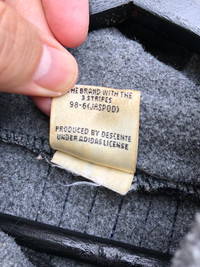 THE BRAND WITH THE
3 STRIPES
98-6(JASPOD)
PRODUCED BY DESCENTE
UNDER ADIDAS LICENSE